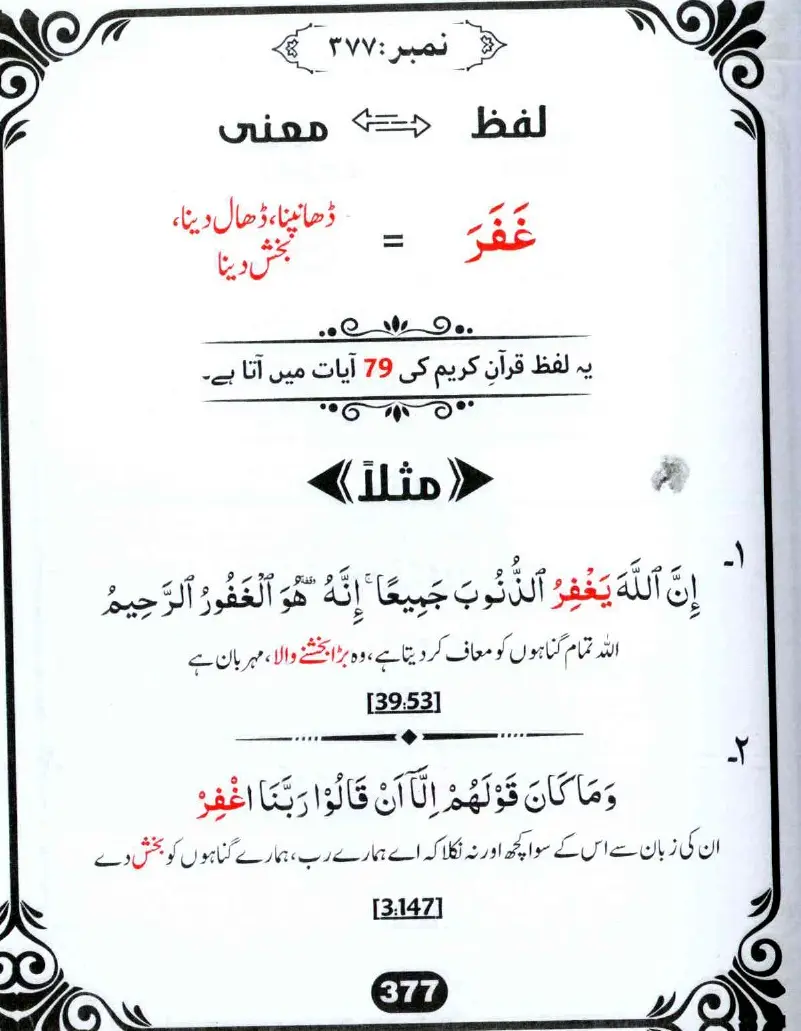 نمبر: ۳۷۷
لفظ معنی
غَفَرَ = ڈھانپنا، ڈھال دینا،
بخش دینا
یہ لفظ قرآنِ کریم کی 79 آیات میں آتا ہے۔
مثلاً
۱۔
إِنَّ ٱللَّهَ يَغْفِرُ ٱلذُّنُوبَ جَمِيعًا ۚ إِنَّهُ هُوَ ٱلْغَفُورُ ٱلرَّحِيمُ
اللہ تمام گناہوں کو معاف کر دیتا ہے، وہ بڑا بخشنے والا، مہربان ہے
[39:53]
۲۔
وَمَا كَانَ قَوْلَهُمْ اِلَّآ اَنْ قَالُوْا رَبَّنَا اغْفِرْ
ان کی زبان سے اس کے سوا کچھ اور نہ نکلا کہ اے ہمارے رب، ہمارے گناہوں کو بخش دے
[3:147]
377